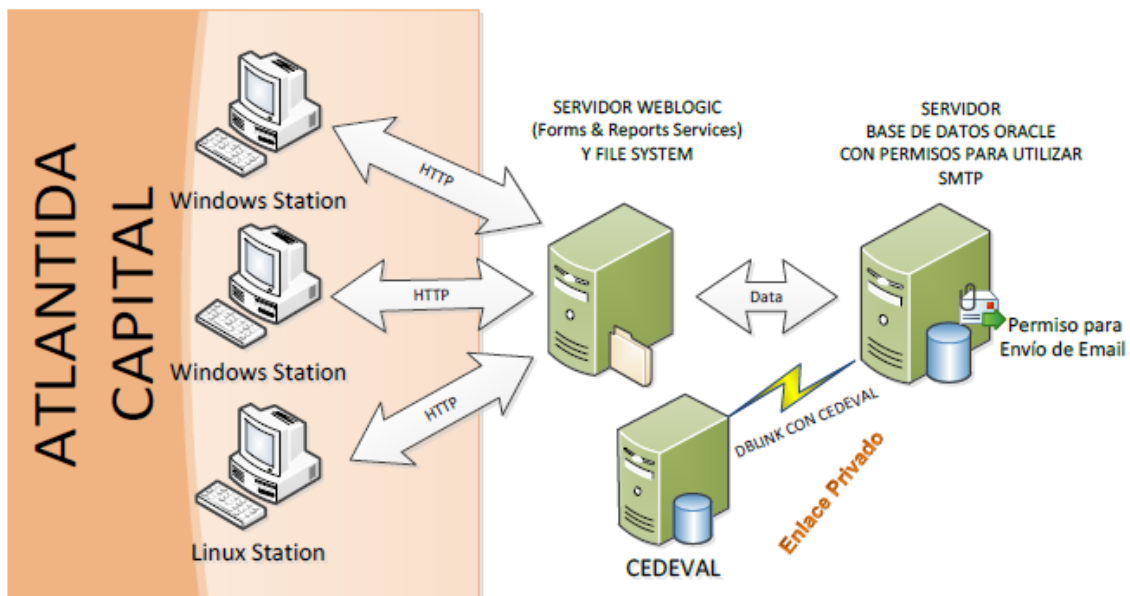 ATLANTIDA
CAPITAL
Windows Station
Windows Station
Linux Station
HTTP
HTTP
HTTP
SERVIDOR WEBLOGIC
(Forms & Reports Services)
Y FILE SYSTEM
Data
SERVIDOR
BASE DE DATOS ORACLE
CON PERMISOS PARA UTILIZAR
SMTP
Permiso para
Envío de Email
DBLINK CON CEDEVAL
Enlace Privado
CEDEVAL